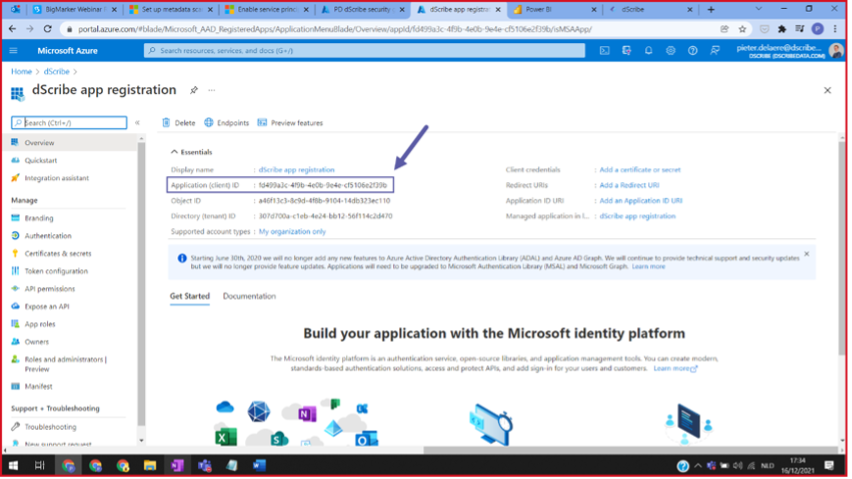 BigMarker Webinar
Set up metadata sca
Enable service princi
PD dScribe security
dScribe app registrat
Power BI
dScribe
portal.azure.com/#blade/Microsoft_AAD_RegisteredApps/ApplicationMenuBlade/Overview/appId/fd499a3c-4f9b-4e0b-9e4e-cf5106e2f39b/isMSAApp/
Microsoft Azure
Search resources, services, and docs (G+/)
pieter.delaere@dscribe...
DSCRIBE (DSCRIBEDATA.COM)
Home > dScribe >
dScribe app registration
Search (Ctrl+/)
Delete
Endpoints
Preview features
Overview
Quickstart
Integration assistant
Manage
Branding
Authentication
Certificates & secrets
Token configuration
API permissions
Expose an API
App roles
Owners
Roles and administrators |
Preview
Manifest
Support + Troubleshooting
Troubleshooting
New support request
Essentials
Display name : dScribe app registration
Application (client) ID : fd499a3c-4f9b-4e0b-9e4e-cf5106e2f39b
Object ID : a46f13c3-8c9d-4f8b-9104-14db323ec110
Directory (tenant) ID : 307d700a-c1eb-4e24-bb12-56f114c2d470
Supported account types : My organization only
Client credentials : Add a certificate or secret
Redirect URIs : Add a Redirect URI
Application ID URI : Add an Application ID URI
Managed application in l... : dScribe app registration
Starting June 30th, 2020 we will no longer add any new features to Azure Active Directory Authentication Library (ADAL) and Azure AD Graph. We will continue to provide technical support and security updates
but we will no longer provide feature updates. Applications will need to be upgraded to Microsoft Authentication Library (MSAL) and Microsoft Graph. Learn more
Get Started
Documentation
Build your application with the Microsoft identity platform
The Microsoft identity platform is an authentication service, open-source libraries, and application management tools. You can create modern,
standards-based authentication solutions, access and protect APIs, and add sign-in for your users and customers. Learn more
NLD
17:34
16/12/2021